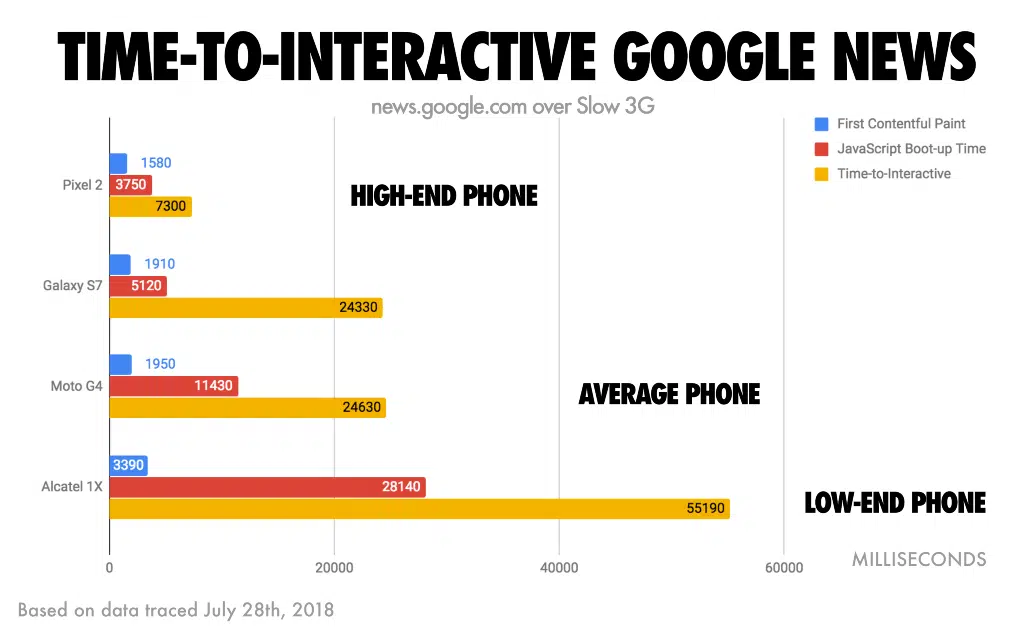 TIME-TO-INTERACTIVE GOOGLE NEWS
news.google.com over Slow 3G
First Contentful Paint
JavaScript Boot-up Time
Time-to-Interactive
Pixel 2
1580
3750
7300
HIGH-END PHONE
Galaxy S7
1910
5120
24330
Moto G4
1950
11430
24630
AVERAGE PHONE
Alcatel 1X
3390
28140
55190
LOW-END PHONE
0 20000 40000 60000
MILLISECONDS
Based on data traced July 28th, 2018